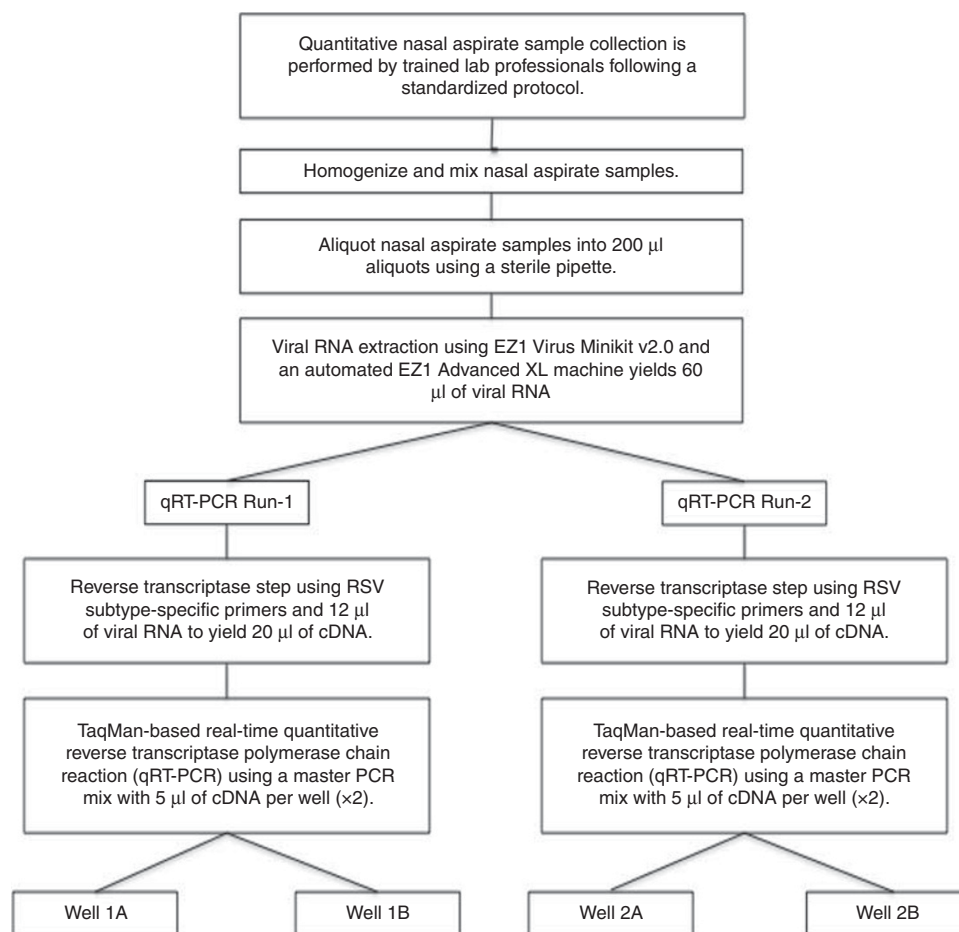 Quantitative nasal aspirate sample collection is
performed by trained lab professionals following a
standardized protocol.
Homogenize and mix nasal aspirate samples.
Aliquot nasal aspirate samples into 200 μl
aliquots using a sterile pipette.
Viral RNA extraction using EZ1 Virus Minikit v2.0 and
an automated EZ1 Advanced XL machine yields 60
μl of viral RNA
qRT-PCR Run-1
qRT-PCR Run-2
Reverse transcriptase step using RSV
subtype-specific primers and 12 μl
of viral RNA to yield 20 μl of cDNA.
Reverse transcriptase step using RSV
subtype-specific primers and 12 μl
of viral RNA to yield 20 μl of cDNA.
TaqMan-based real-time quantitative
reverse transcriptase polymerase chain
reaction (qRT-PCR) using a master PCR
mix with 5 μl of cDNA per well (×2).
TaqMan-based real-time quantitative
reverse transcriptase polymerase chain
reaction (qRT-PCR) using a master PCR
mix with 5 μl of cDNA per well (×2).
Well 1A
Well 1B
Well 2A
Well 2B